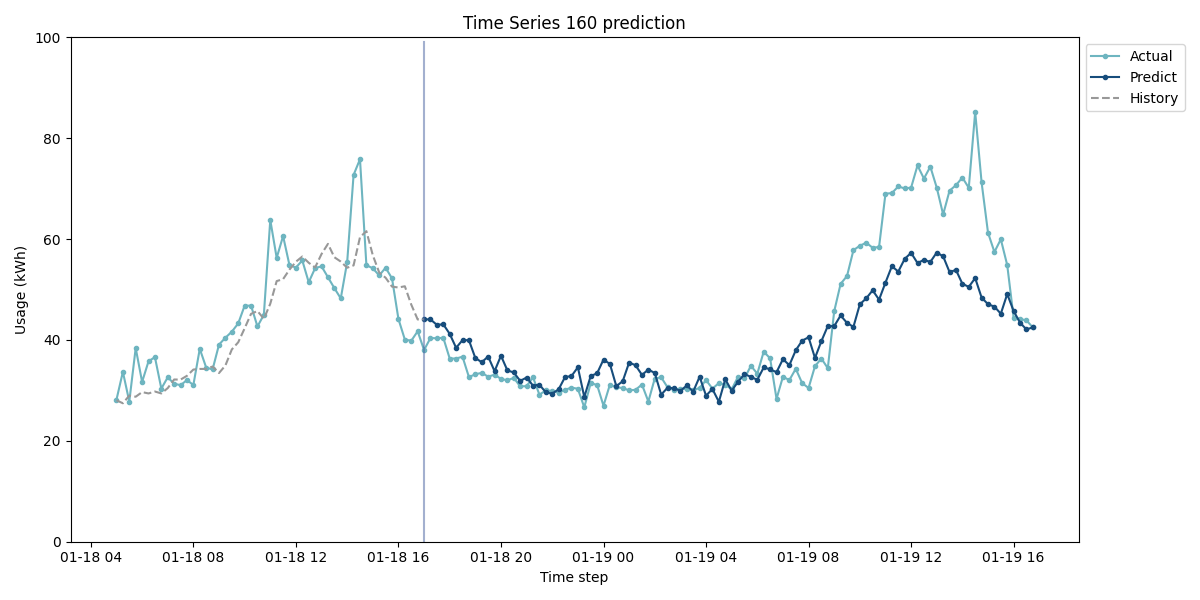 Time Series 160 prediction
100
80
60
40
20
0
Usage (kWh)
01-18 04 01-18 08 01-18 12 01-18 16 01-18 20 01-19 00 01-19 04 01-19 08 01-19 12 01-19 16
Time step
Actual
Predict
History